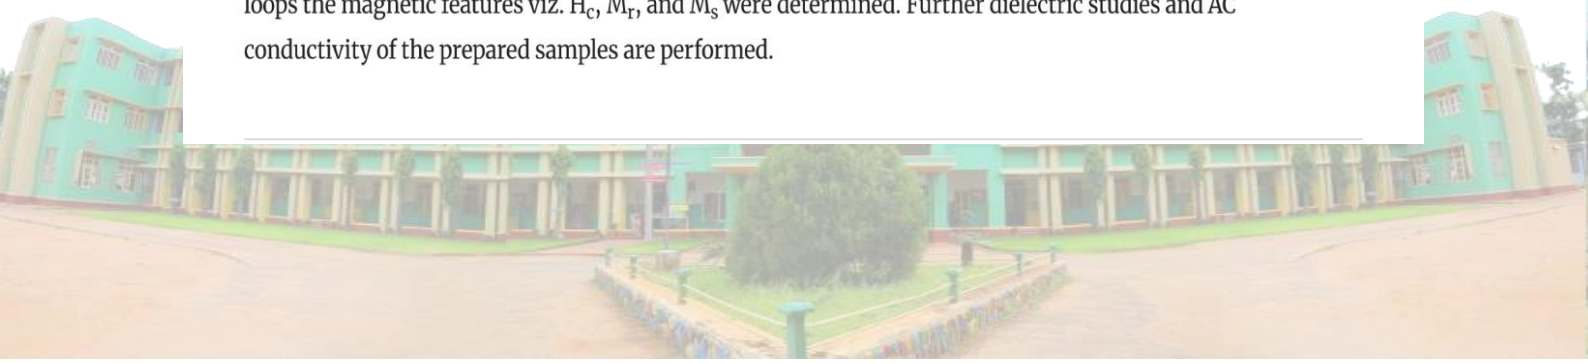 loops the magnetic features viz. Hc, Mr, and Ms were determined. Further dielectric studies and AC
conductivity of the prepared samples are performed.